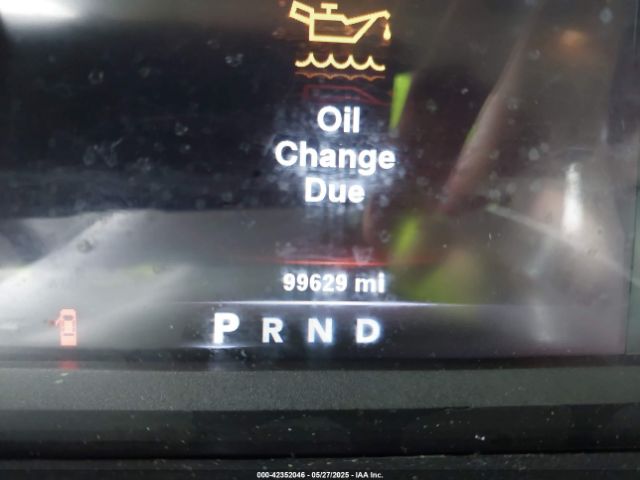 Oil
Change
Due
99629 mi
P R N D
000-42352046 - 05/27/2025 - IAA Inc.